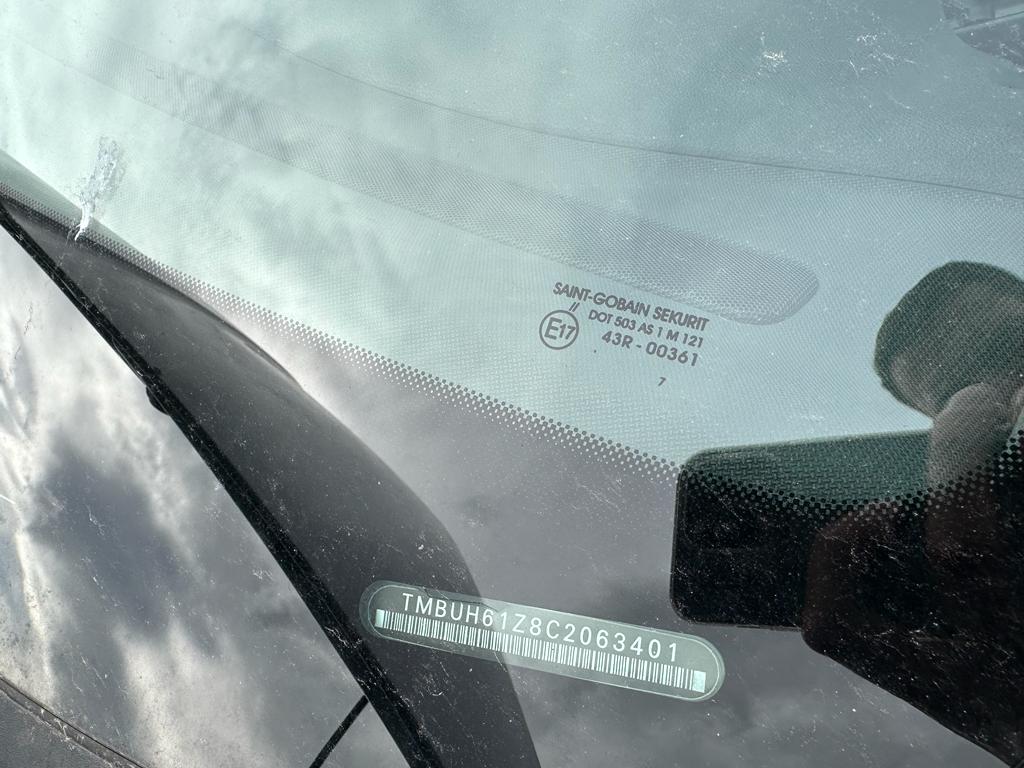 SAINT-GOBAIN SEKURIT
//
E17
DOT 503 AS 1 M 121
43R - 00361
7
TMBUH61Z8C2063401